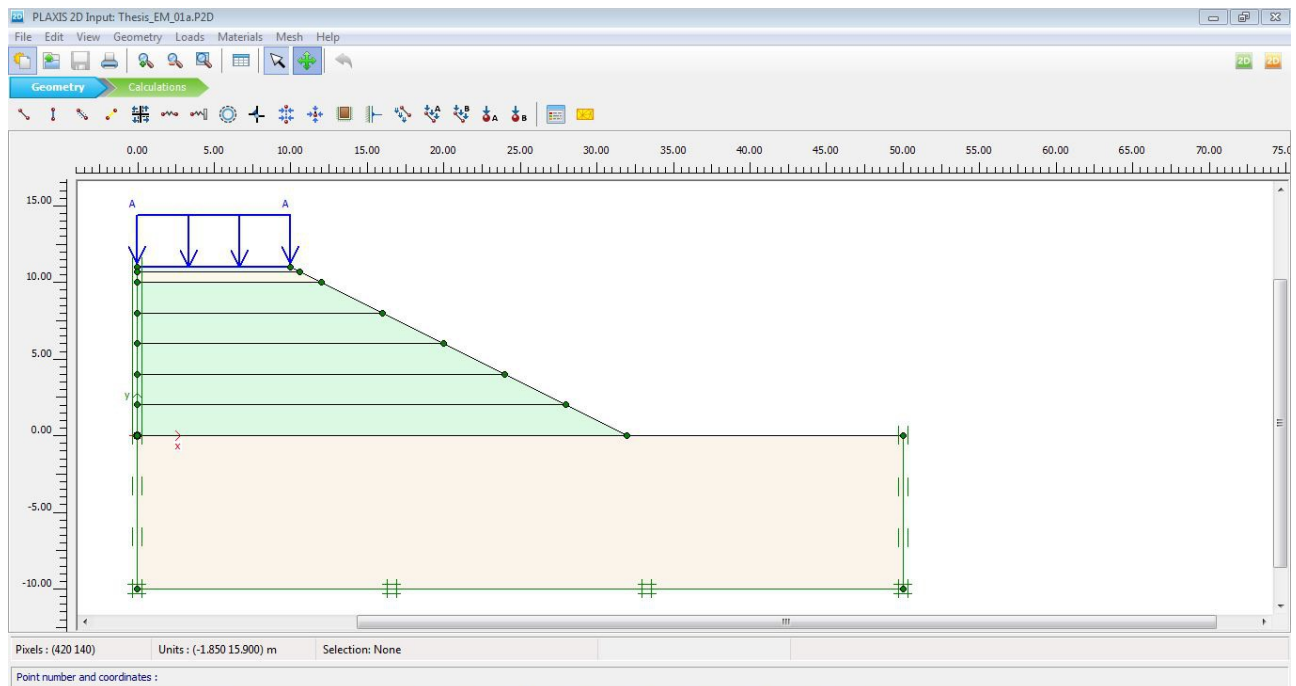 PLAXIS 2D Input: Thesis_EM_01a.P2D
File Edit View Geometry Loads Materials Mesh Help
2D 2D
Geometry Calculations
A B A B
0.00 5.00 10.00 15.00 20.00 25.00 30.00 35.00 40.00 45.00 50.00 55.00 60.00 65.00 70.00 75.0
15.00
A A
10.00
5.00
y
0.00
x
-5.00
-10.00
Pixels : (420 140) Units : (-1.850 15.900) m Selection: None
Point number and coordinates :